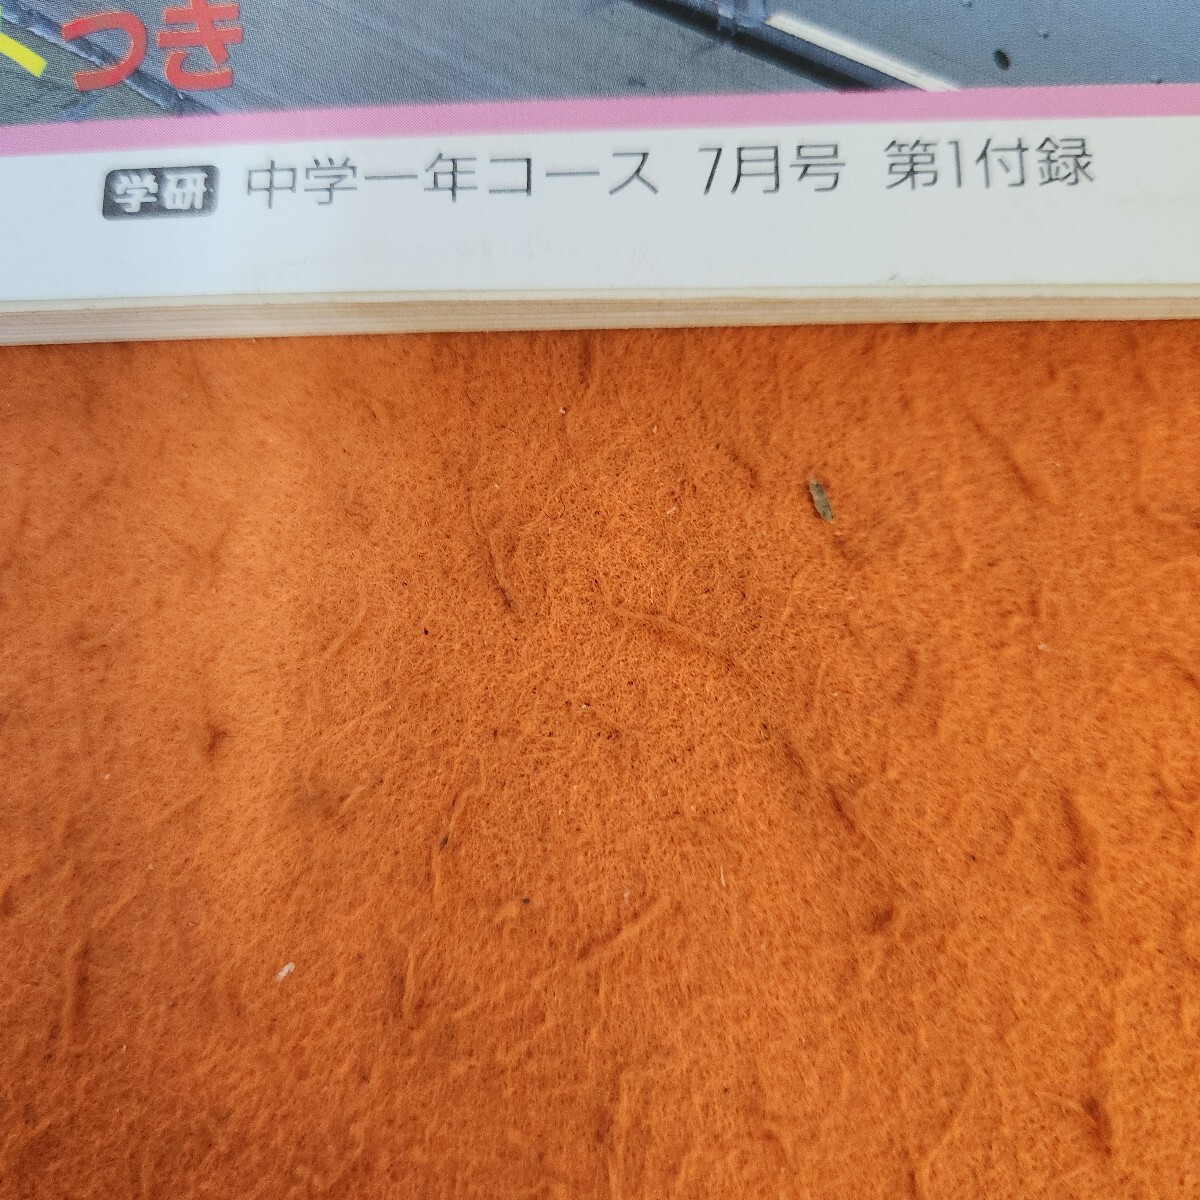 つき
学研 中学一年コース 7月号 第1付録